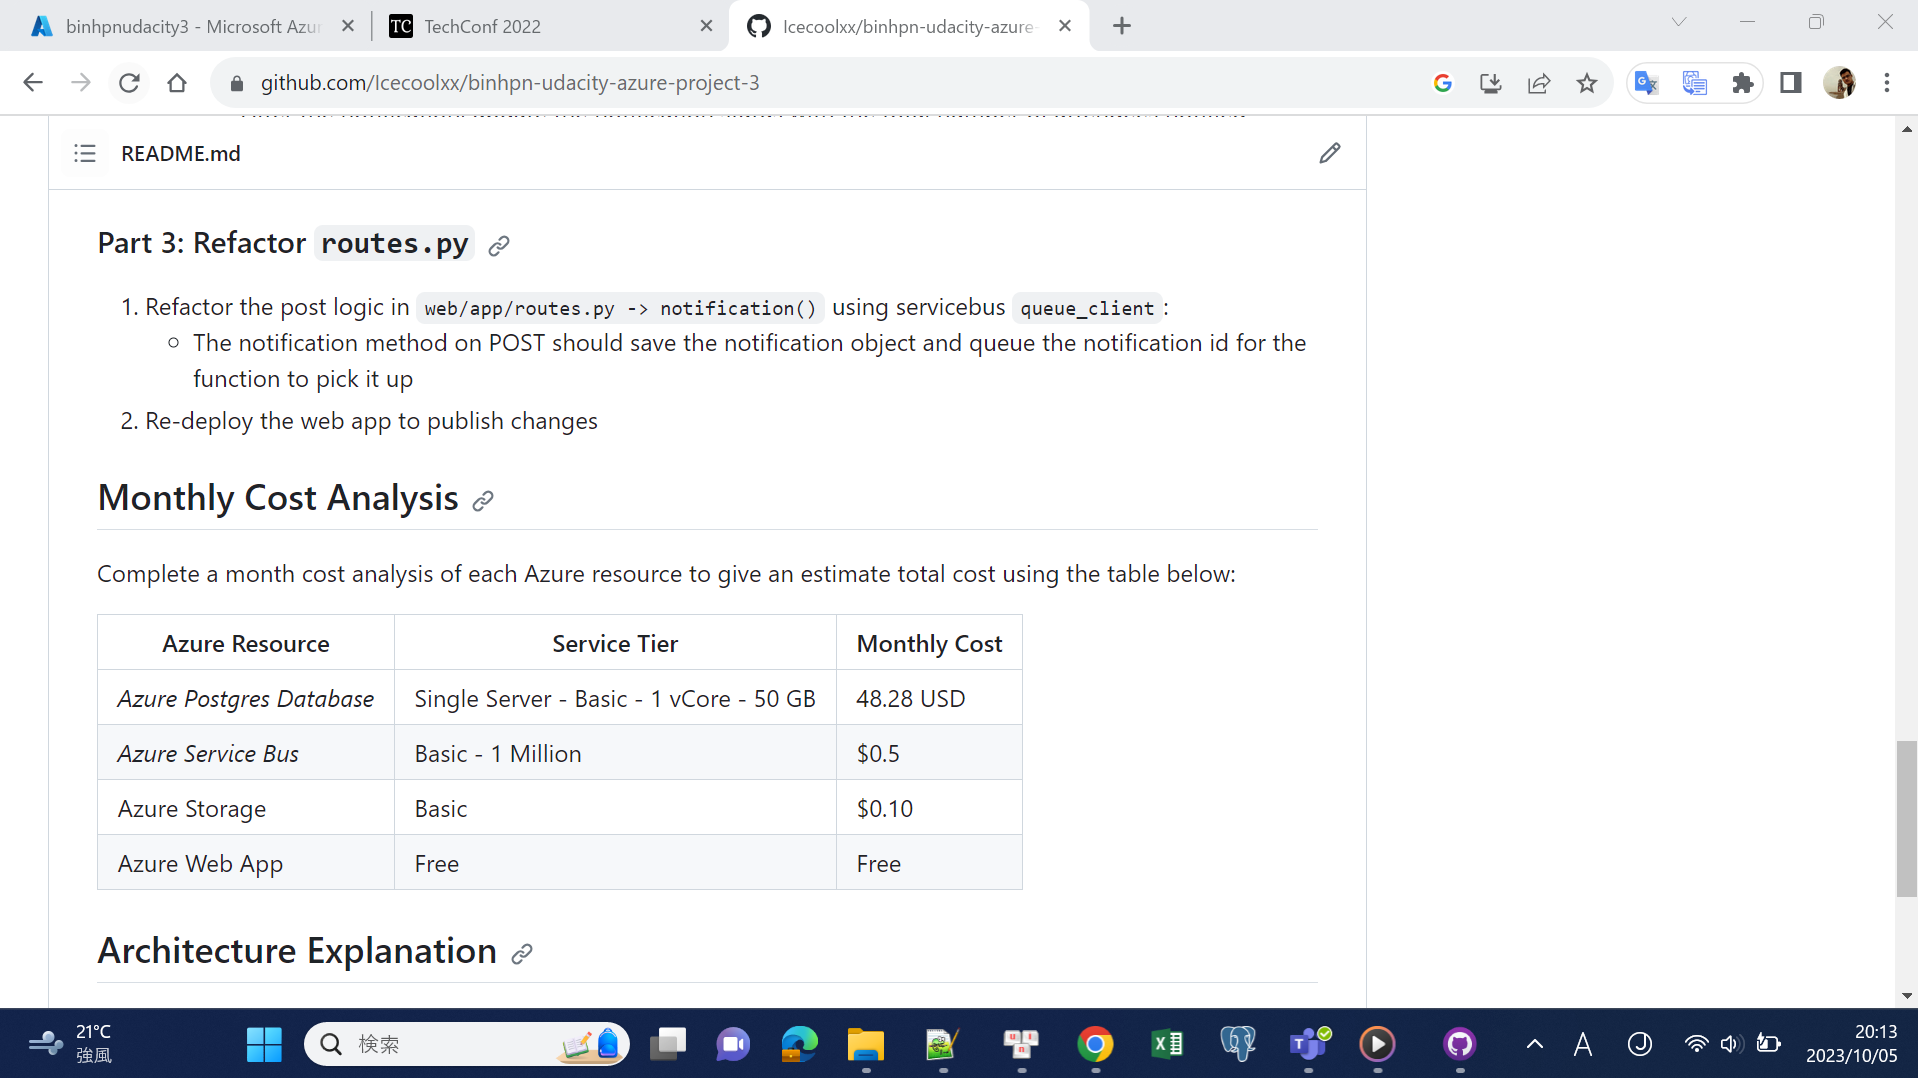 binhpnudacity3 - Microsoft Azur
TC TechConf 2022
Icecoolxx/binhpn-udacity-azure-
github.com/Icecoolxx/binhpn-udacity-azure-project-3
README.md
Part 3: Refactor routes.py
1. Refactor the post logic in web/app/routes.py -> notification() using servicebus queue_client :
The notification method on POST should save the notification object and queue the notification id for the
function to pick it up
2. Re-deploy the web app to publish changes
Monthly Cost Analysis
Complete a month cost analysis of each Azure resource to give an estimate total cost using the table below:
Azure Resource Service Tier Monthly Cost
Azure Postgres Database Single Server - Basic - 1 vCore - 50 GB 48.28 USD
Azure Service Bus Basic - 1 Million $0.5
Azure Storage Basic $0.10
Azure Web App Free Free
Architecture Explanation
21°C
強風
検索
A
20:13
2023/10/05